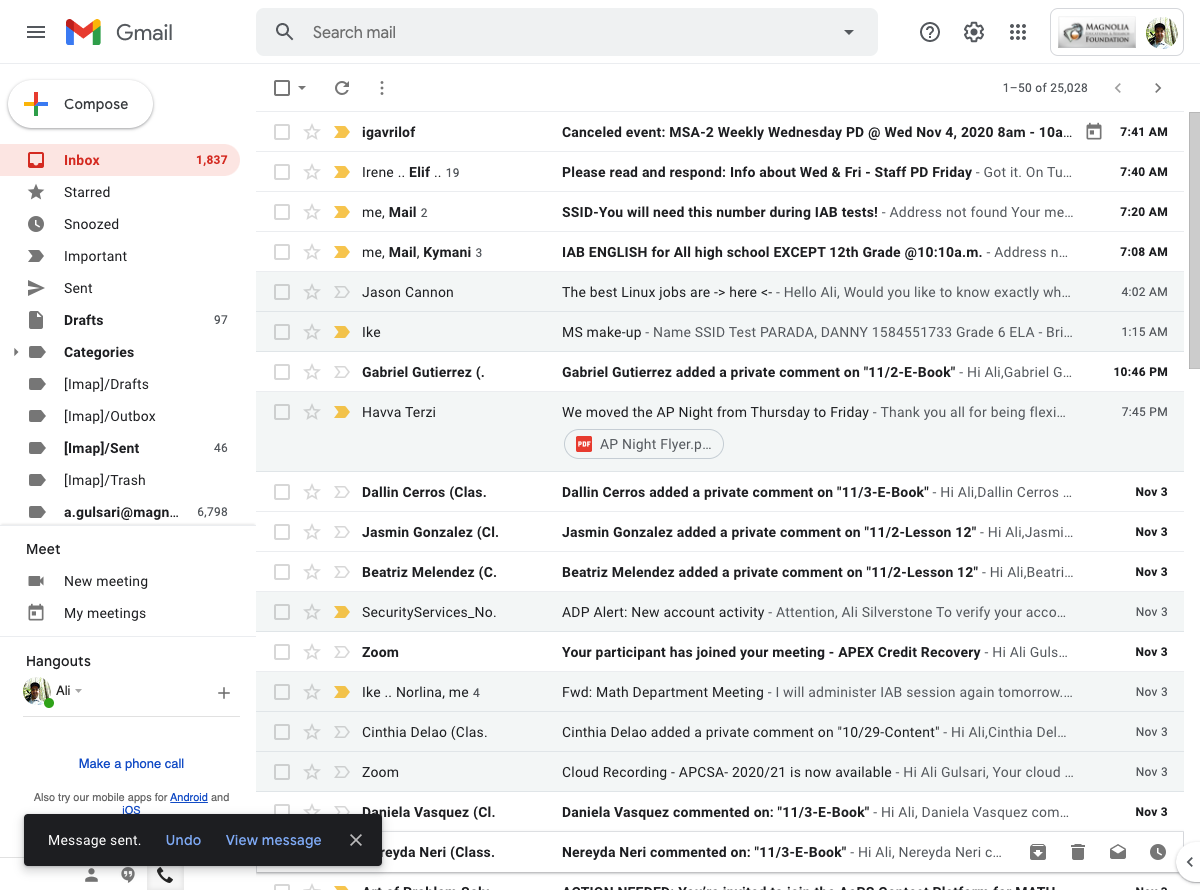 Gmail
Search mail
MAGNOLIA
FOUNDATION
Compose
1–50 of 25,028
Inbox 1,837
Starred
Snoozed
Important
Sent
Drafts 97
Categories
[Imap]/Drafts
[Imap]/Outbox
[Imap]/Sent 46
[Imap]/Trash
a.gulsari@magn... 6,798
Meet
New meeting
My meetings
Hangouts
Ali
Make a phone call
Also try our mobile apps for Android and
iOS
igavrilof Canceled event: MSA-2 Weekly Wednesday PD @ Wed Nov 4, 2020 8am - 10a... 7:41 AM
Irene .. Elif .. 19 Please read and respond: Info about Wed & Fri - Staff PD Friday - Got it. On Tu... 7:40 AM
me, Mail 2 SSID-You will need this number during IAB tests! - Address not found Your me... 7:20 AM
me, Mail, Kymani 3 IAB ENGLISH for All high school EXCEPT 12th Grade @10:10a.m. - Address n... 7:08 AM
Jason Cannon The best Linux jobs are -> here <- - Hello Ali, Would you like to know exactly wh... 4:02 AM
Ike MS make-up - Name SSID Test PARADA, DANNY 1584551733 Grade 6 ELA - Bri... 1:15 AM
Gabriel Gutierrez (. Gabriel Gutierrez added a private comment on "11/2-E-Book" - Hi Ali,Gabriel G... 10:46 PM
Havva Terzi We moved the AP Night from Thursday to Friday - Thank you all for being flexi... 7:45 PM
PDF AP Night Flyer.p...
Dallin Cerros (Clas. Dallin Cerros added a private comment on "11/3-E-Book" - Hi Ali,Dallin Cerros ... Nov 3
Jasmin Gonzalez (Cl. Jasmin Gonzalez added a private comment on "11/2-Lesson 12" - Hi Ali,Jasmi... Nov 3
Beatriz Melendez (C. Beatriz Melendez added a private comment on "11/2-Lesson 12" - Hi Ali,Beatri... Nov 3
SecurityServices_No. ADP Alert: New account activity - Attention, Ali Silverstone To verify your acco... Nov 3
Zoom Your participant has joined your meeting - APEX Credit Recovery - Hi Ali Guls... Nov 3
Ike .. Norlina, me 4 Fwd: Math Department Meeting - I will administer IAB session again tomorrow.... Nov 3
Cinthia Delao (Clas. Cinthia Delao added a private comment on "10/29-Content" - Hi Ali,Cinthia Del... Nov 3
Zoom Cloud Recording - APCSA- 2020/21 is now available - Hi Ali Gulsari, Your cloud ... Nov 3
Daniela Vasquez (Cl. Daniela Vasquez commented on: "11/3-E-Book" - Hi Ali, Daniela Vasquez com... Nov 3
Neri (Class. Nereyda Neri commented on: "11/3-E-Book" - Hi Ali, Nereyda Neri c...
Message sent. Undo View message
Art of Problem Solv. ACTION NEEDED: You're invited to join the AoPS Contest Platform for MATH